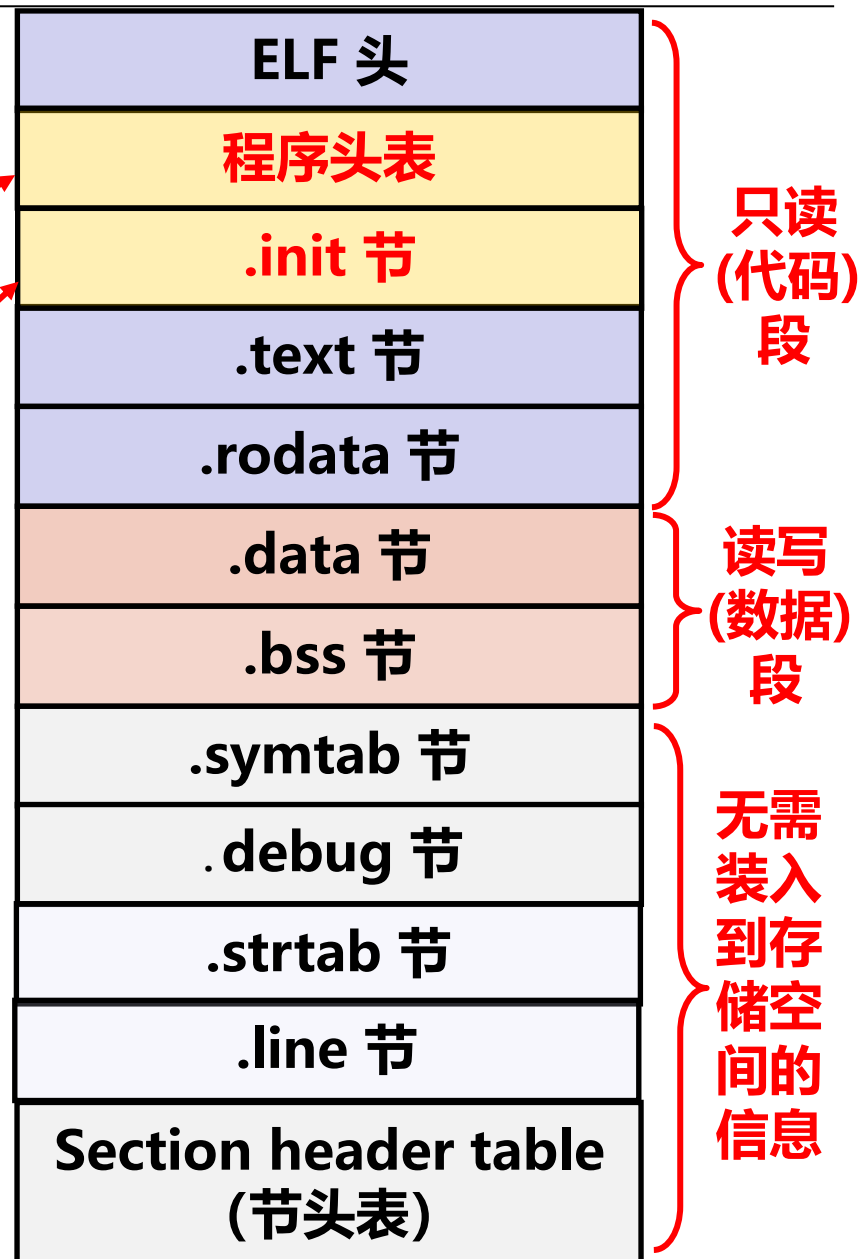 ELF 头
程序头表
.init 节
.text 节
.rodata 节
只读
(代码)
段
.data 节
.bss 节
读写
(数据)
段
.symtab 节
.debug 节
.strtab 节
.line 节
Section header table
(节头表)
无需
装入
到存
储空
间的
信息